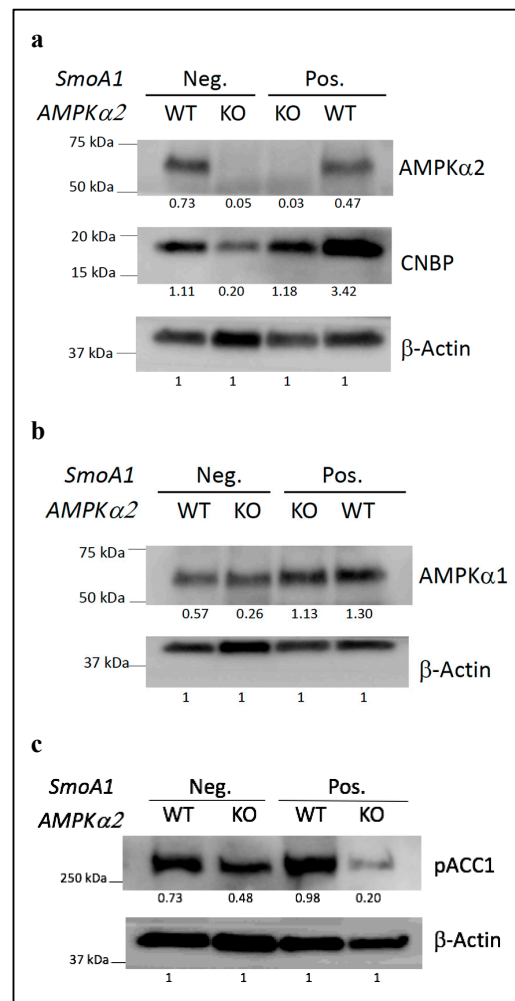 a
SmoA1 Neg. Pos.
AMPKα2 WT KO KO WT
75 kDa
AMPKα2
50 kDa
0.73 0.05 0.03 0.47
20 kDa
CNBP
15 kDa
1.11 0.20 1.18 3.42
β-Actin
37 kDa
1 1 1 1
b
SmoA1 Neg. Pos.
AMPKα2 WT KO KO WT
75 kDa
AMPKα1
50 kDa
0.57 0.26 1.13 1.30
37 kDa
β-Actin
1 1 1 1
c
SmoA1 Neg. Pos.
AMPKα2 WT KO WT KO
pACC1
250 kDa
0.73 0.48 0.98 0.20
β-Actin
37 kDa
1 1 1 1